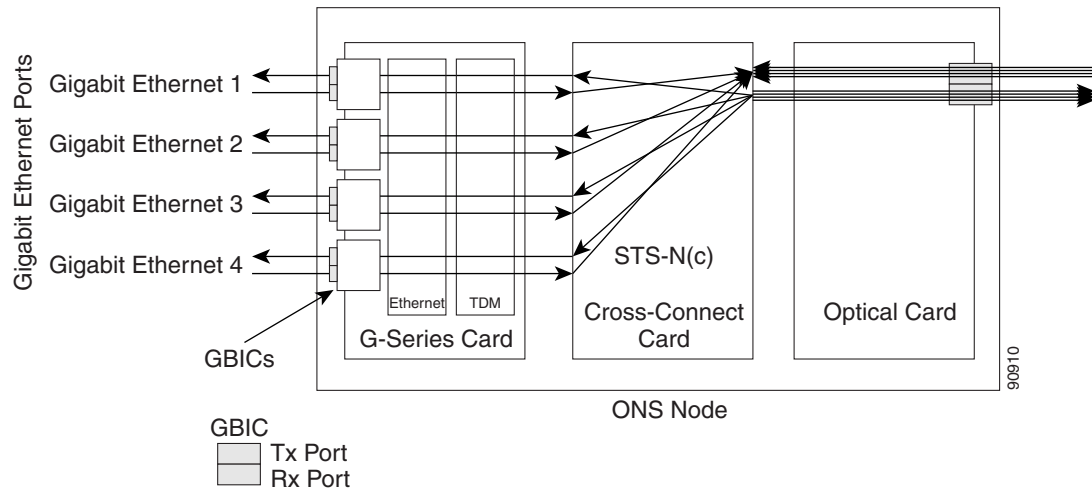 Gigabit Ethernet Ports
Gigabit Ethernet 1
Gigabit Ethernet 2
Gigabit Ethernet 3
Gigabit Ethernet 4
GBICs
Ethernet
TDM
G-Series Card
STS-N(c)
Cross-Connect
Card
Optical Card
90910
ONS Node
GBIC
Tx Port
Rx Port